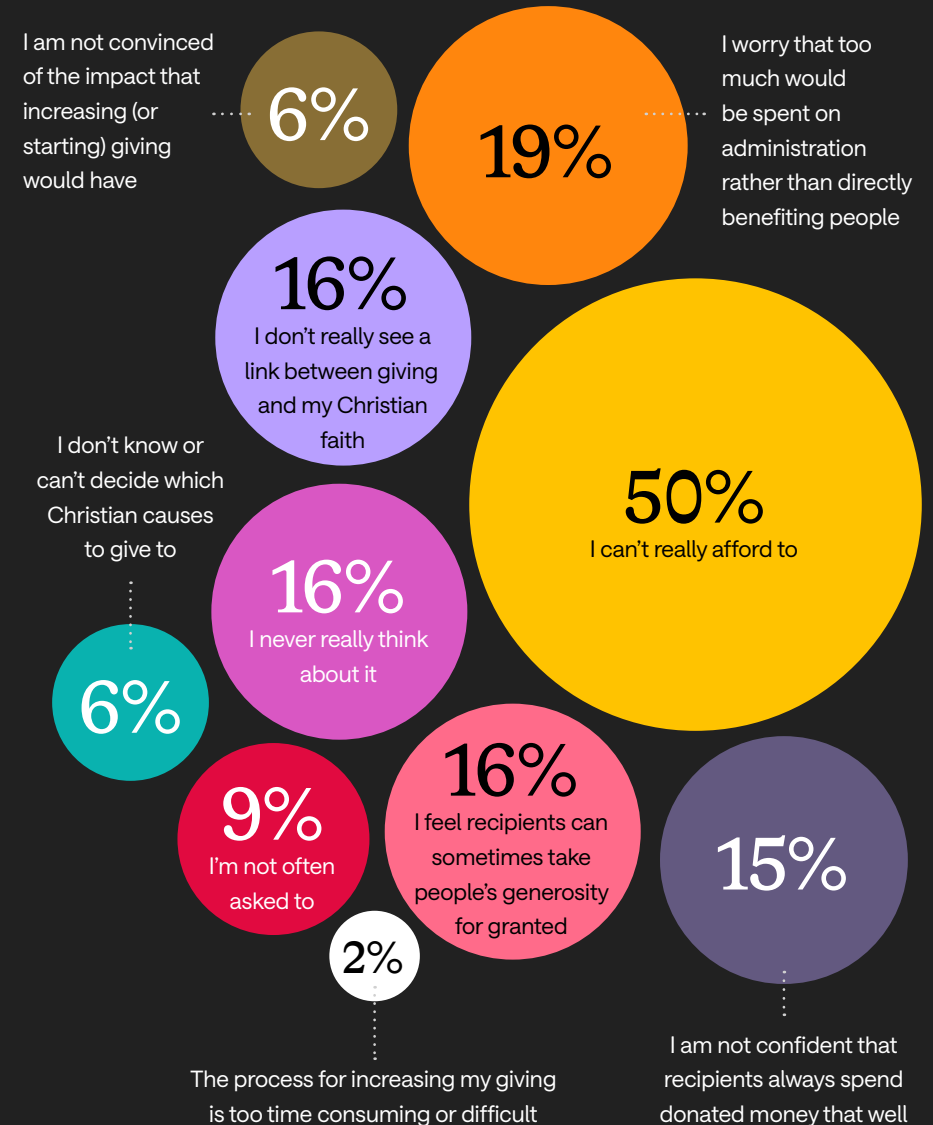 I am not convinced
of the impact that
increasing (or
starting) giving
would have
6%
19%
I worry that too
much would
be spent on
administration
rather than directly
benefiting people
16%
I don't really see a
link between giving
and my Christian
faith
50%
I can't really afford to
I don't know or
can't decide which
Christian causes
to give to
6%
16%
I never really think
about it
9%
I'm not often
asked to
16%
I feel recipients can
sometimes take
people's generosity
for granted
15%
I am not confident that
recipients always spend
donated money that well
2%
The process for increasing my giving
is too time consuming or difficult